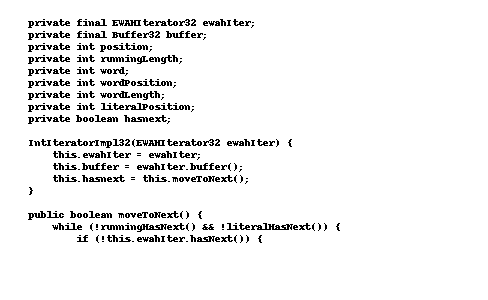 private final EWAHIterator32 ewahIter;
private final Buffer32 buffer;
private int position;
private int runningLength;
private int word;
private int wordPosition;
private int wordLength;
private int literalPosition;
private boolean hasnext;

IntIteratorImpl32(EWAHIterator32 ewahIter) {
    this.ewahIter = ewahIter;
    this.buffer = ewahIter.buffer();
    this.hasnext = this.moveToNext();
}

public boolean moveToNext() {
    while (!runningHasNext() && !literalHasNext()) {
        if (!this.ewahIter.hasNext()) {